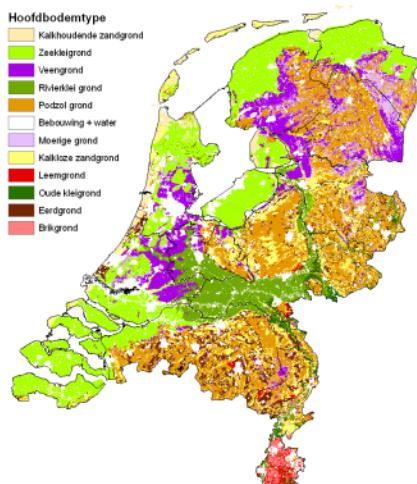 Hoofdbodemtype
Kalkhoudende zandgrond
Zeekleigrond
Veengrond
Rivierklei grond
Podzol grond
Bebouwing + water
Moerige grond
Kalkloze zandgrond
Leemgrond
Oude kleigrond
Eerdgrond
Brikgrond